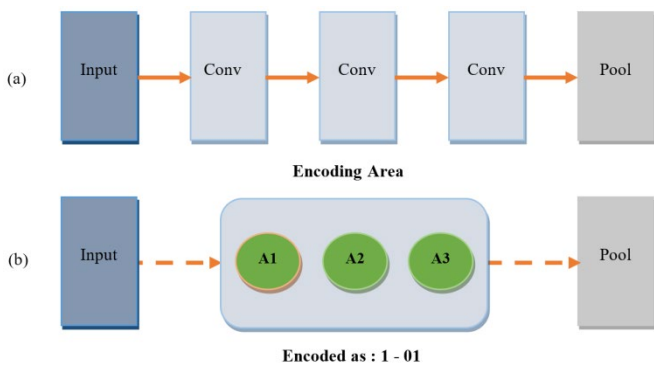 (a)
Input
Conv
Conv
Conv
Pool
Encoding Area
(b)
Input
A1
A2
A3
Pool
Encoded as : 1 - 01